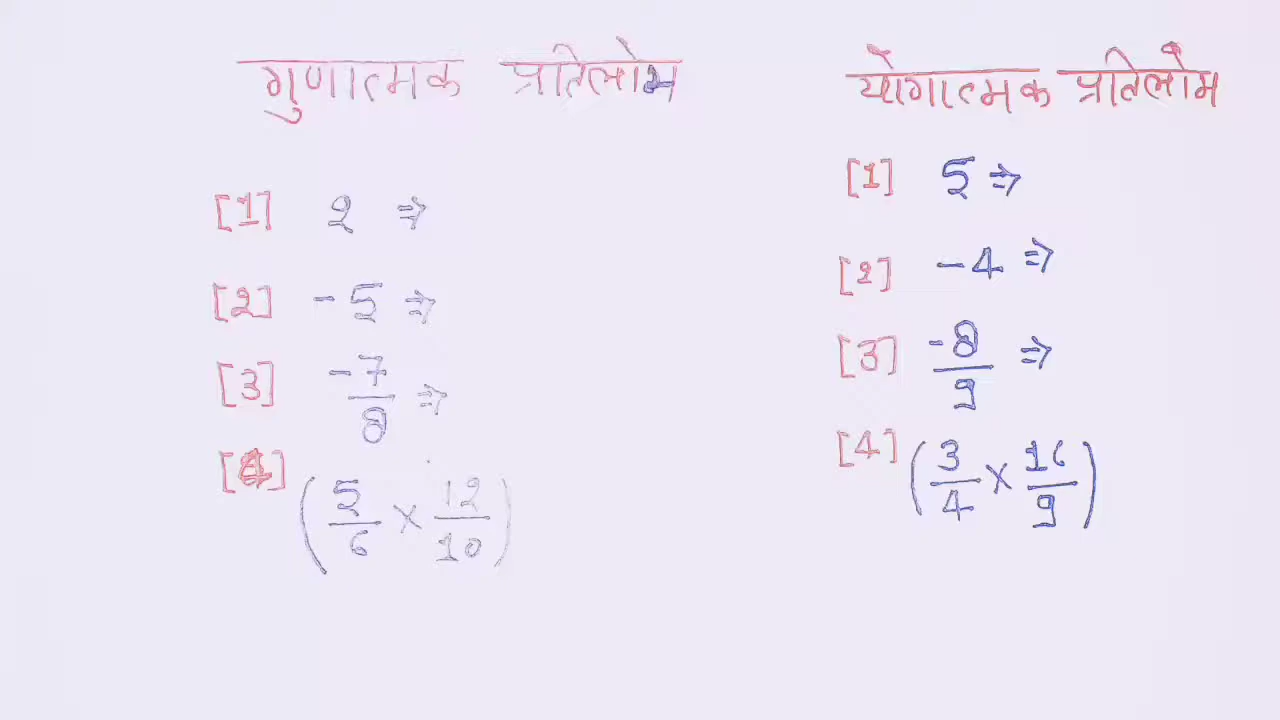 गुणात्मक प्रतिलोम
[1] 2 ⇒
[2] -5 ⇒
[3] -7/8 ⇒
[4] (5/6 × 12/10)
योगात्मक प्रतिलोम
[1] 5 ⇒
[2] -4 ⇒
[3] -8/9 ⇒
[4] (3/4 × 16/9)